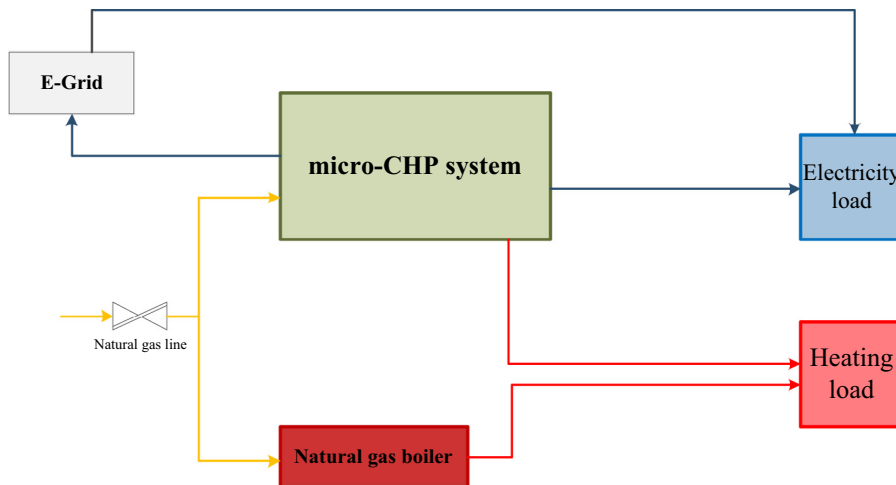 E-Grid
micro-CHP system
Electricity
load
Natural gas line
Heating
load
Natural gas boiler